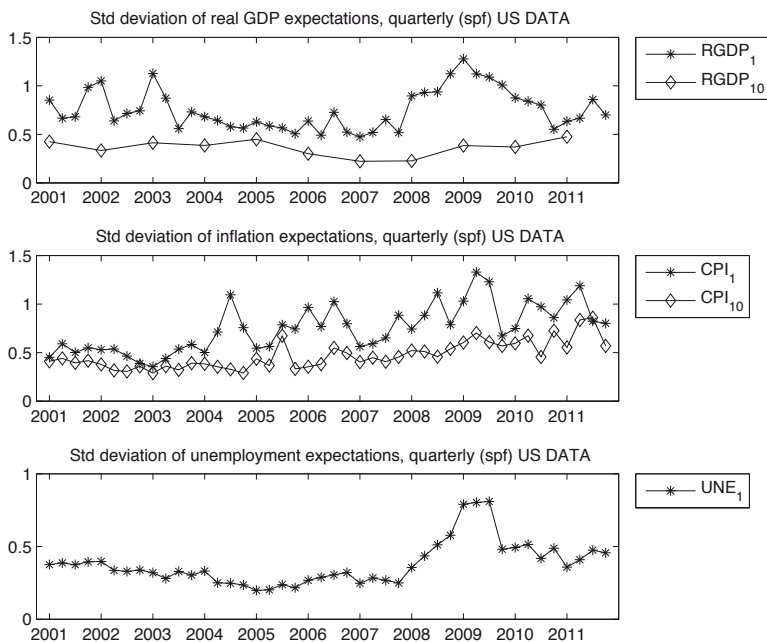 Std deviation of real GDP expectations, quarterly (spf) US DATA
1.5
1
0.5
0
2001 2002 2003 2004 2005 2006 2007 2008 2009 2010 2011
RGDP1
RGDP10
Std deviation of inflation expectations, quarterly (spf) US DATA
1.5
1
0.5
0
2001 2002 2003 2004 2005 2006 2007 2008 2009 2010 2011
CPI1
CPI10
Std deviation of unemployment expectations, quarterly (spf) US DATA
1
0.5
0
2001 2002 2003 2004 2005 2006 2007 2008 2009 2010 2011
UNE1